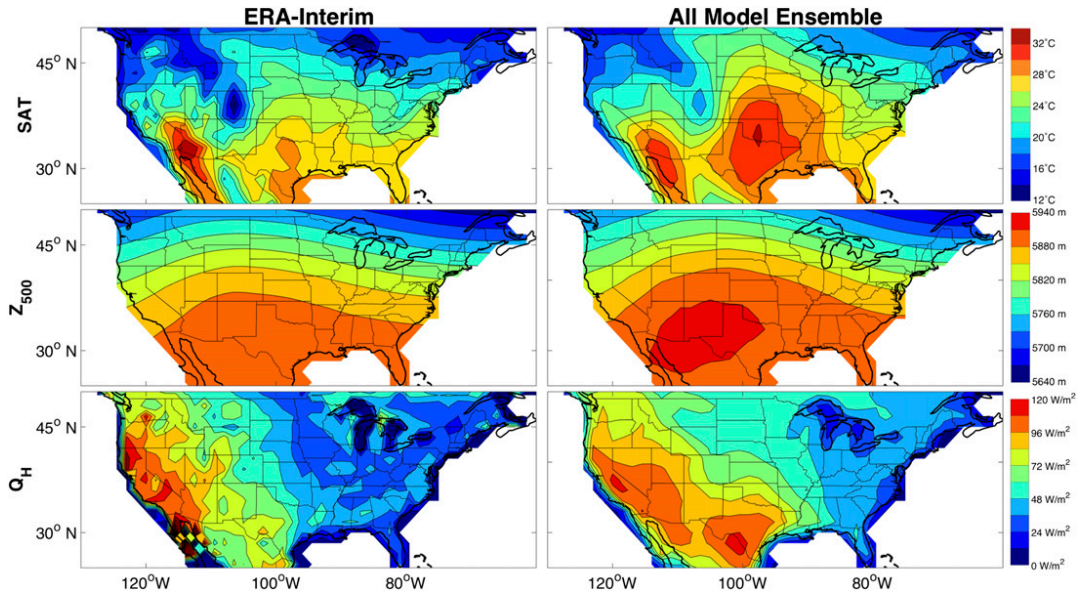 ERA-Interim All Model Ensemble
SAT
45° N
30° N
32°C
28°C
24°C
20°C
16°C
12°C
Z500
45° N
30° N
5940 m
5880 m
5820 m
5760 m
5700 m
5640 m
QH
45° N
30° N
120 W/m²
96 W/m²
72 W/m²
48 W/m²
24 W/m²
0 W/m²
120°W 100°W 80°W 120°W 100°W 80°W